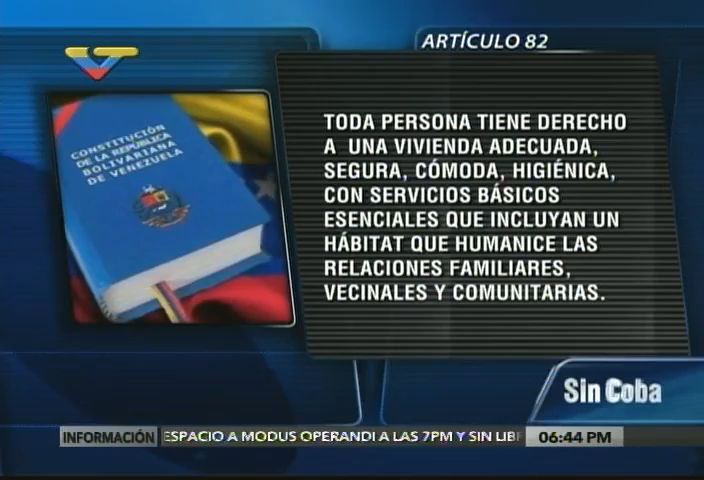 ARTÍCULO 82
CONSTITUCIÓN
DE LA REPÚBLICA
BOLIVARIANA
DE VENEZUELA
TODA PERSONA TIENE DERECHO
A UNA VIVIENDA ADECUADA,
SEGURA, CÓMODA, HIGIÉNICA,
CON SERVICIOS BÁSICOS
ESENCIALES QUE INCLUYAN UN
HÁBITAT QUE HUMANICE LAS
RELACIONES FAMILIARES,
VECINALES Y COMUNITARIAS.
Sin Coba
INFORMACIÓN ESPACIO A MODUS OPERANDI A LAS 7PM Y SIN 06:44 PM